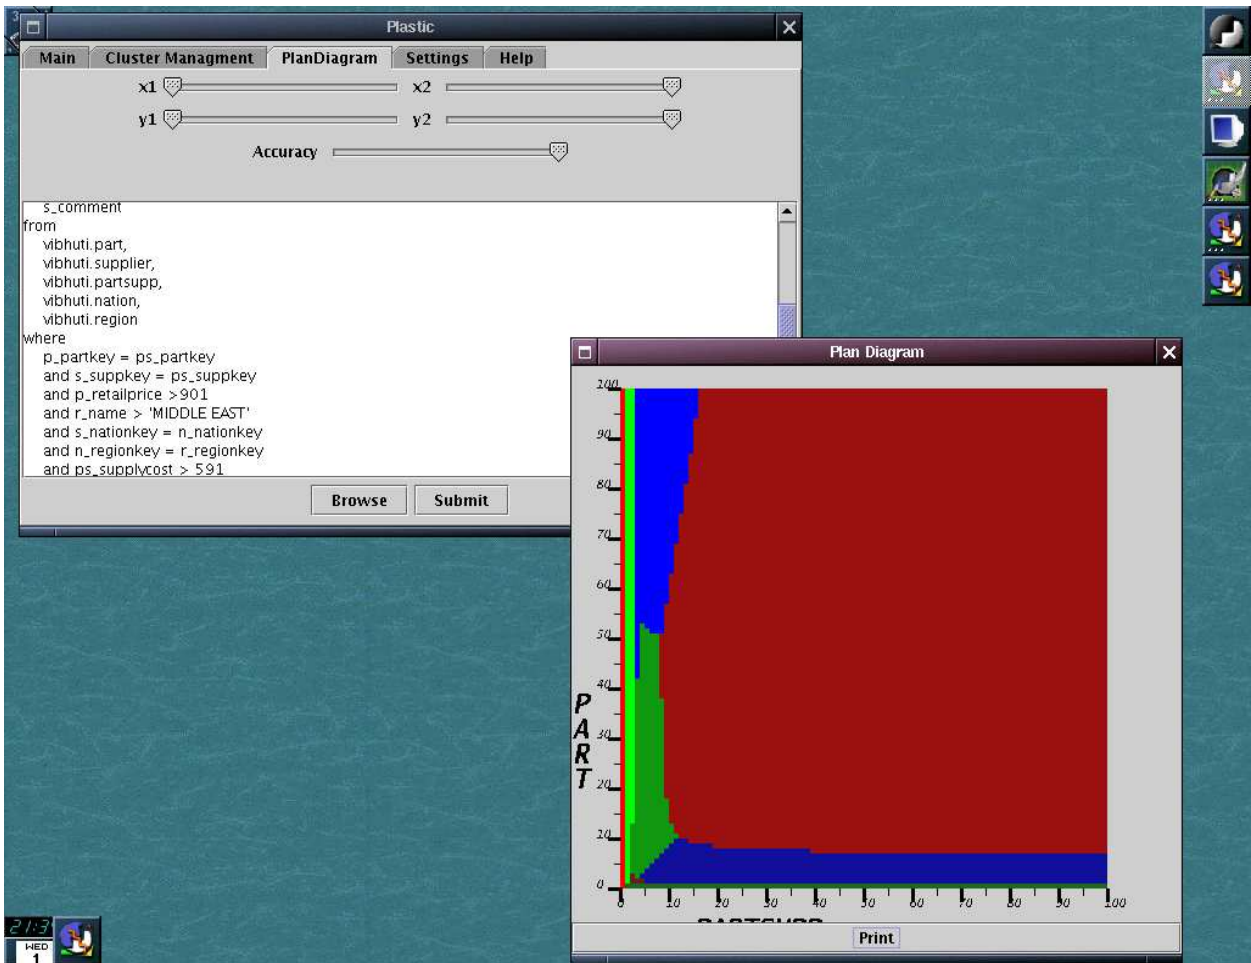 Plastic
Main Cluster Managment PlanDiagram Settings Help
x1 x2
y1 y2
Accuracy
s_comment
from
vibhuti.part,
vibhuti.supplier,
vibhuti.partsupp,
vibhuti.nation,
vibhuti.region
where
p_partkey = ps_partkey
and s_suppkey = ps_suppkey
and p_retailprice >901
and r_name > 'MIDDLE EAST'
and s_nationkey = n_nationkey
and n_regionkey = r_regionkey
and ps_supplycost > 591
Browse Submit
Plan Diagram
100
90
80
70
60
50
40
30
20
10
0
PART
0 10 20 30 40 50 60 70 80 90 100
Print
WED
1